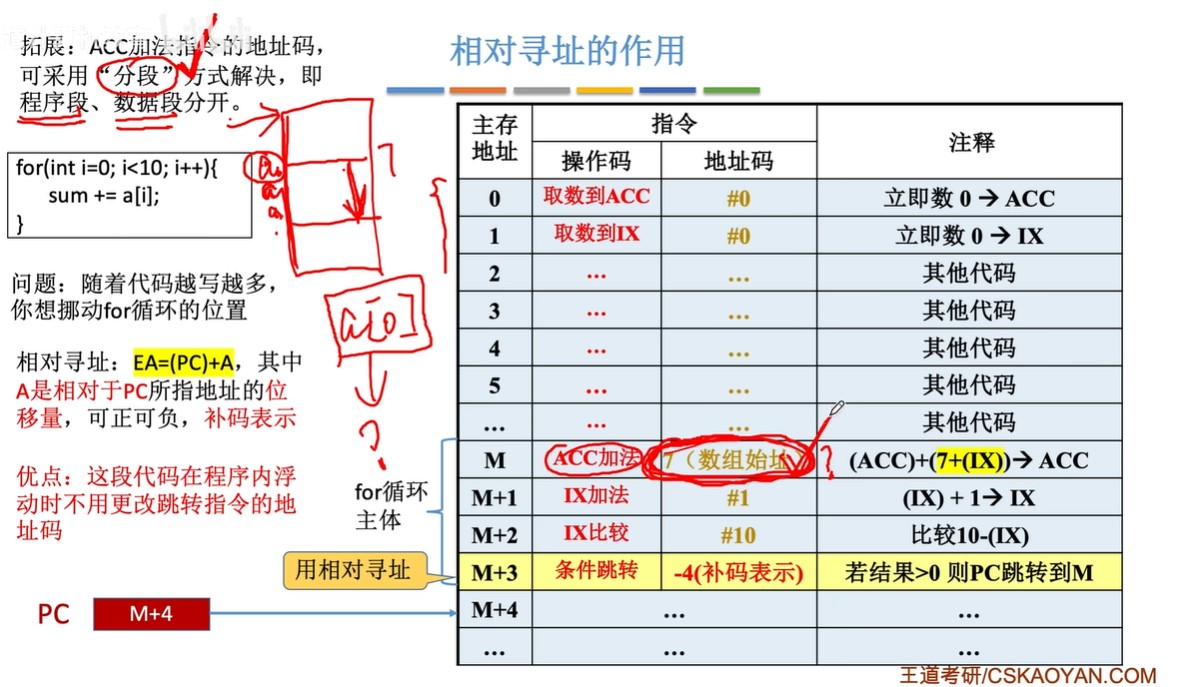 相对寻址的作用
拓展：ACC加法指令的地址码，
可采用“分段”方式解决，即
程序段、数据段分开。
for(int i=0; i<10; i++){
sum += a[i];
}
问题：随着代码越写越多，
你想挪动for循环的位置
相对寻址：EA=(PC)+A，其中
A是相对于PC所指地址的位
移量，可正可负，补码表示
优点：这段代码在程序内浮
动时不用更改跳转指令的地
址码
7
a[0]
?
for循环
主体
用相对寻址
PC M+4
主存地址 指令 注释
操作码 地址码
0 取数到ACC #0 立即数 0 → ACC
1 取数到IX #0 立即数 0 → IX
2 … … 其他代码
3 … … 其他代码
4 … … 其他代码
5 … … 其他代码
… … … 其他代码
M ACC加法 7（数组始址） ? (ACC)+(7+(IX))→ ACC
M+1 IX加法 #1 (IX) + 1→ IX
M+2 IX比较 #10 比较10-(IX)
M+3 条件跳转 -4(补码表示) 若结果>0 则PC跳转到M
M+4 … …
… … …
王道考研/CSKAOYAN.COM